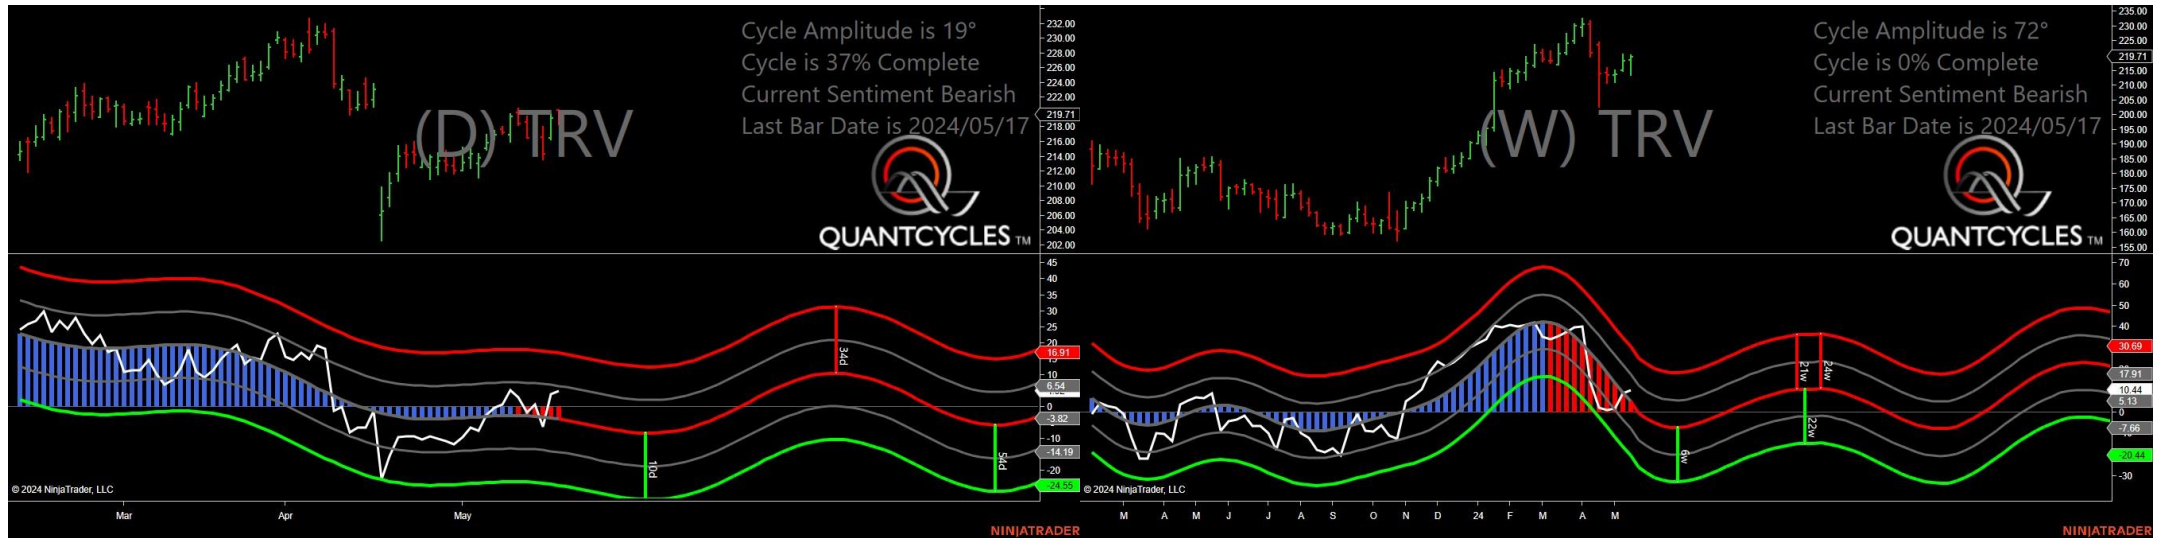 Cycle Amplitude is 19°
Cycle is 37% Complete
Current Sentiment Bearish
Last Bar Date is 2024/05/17
(D) TRV
QUANTCYCLES TM
232.00
230.00
228.00
226.00
224.00
222.00
219.71
218.00
216.00
214.00
212.00
210.00
208.00
206.00
204.00
202.00
45
40
35
30
25
20
16.91
10
6.54
0
-3.82
-10
-14.19
-20
-24.55
34d
10d
54d
© 2024 NinjaTrader, LLC
Mar Apr May
NINJATRADER
Cycle Amplitude is 72°
Cycle is 0% Complete
Current Sentiment Bearish
Last Bar Date is 2024/05/17
(W) TRV
QUANTCYCLES TM
235.00
230.00
225.00
219.71
215.00
210.00
205.00
200.00
195.00
190.00
185.00
180.00
175.00
170.00
165.00
160.00
155.00
70
60
50
40
30.69
17.91
10.44
5.13
0
-7.66
-20.44
-30
21w 24w
22w
6w
© 2024 NinjaTrader, LLC
M A M J J A S O N D 24 F M A M
NINJATRADER